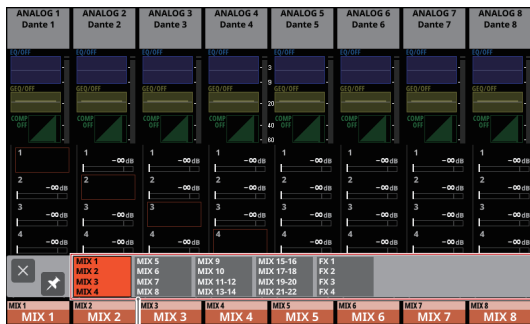 ANALOG 1 ANALOG 2 ANALOG 3 ANALOG 4 ANALOG 5 ANALOG 6 ANALOG 7 ANALOG 8
Dante 1 Dante 2 Dante 3 Dante 4 Dante 5 Dante 6 Dante 7 Dante 8
EQ/OFF EQ/OFF EQ/OFF EQ/OFF EQ/OFF EQ/OFF EQ/OFF EQ/OFF
3
9
GEQ/OFF GEQ/OFF GEQ/OFF GEQ/OFF GEQ/OFF GEQ/OFF GEQ/OFF GEQ/OFF
20
COMP COMP COMP COMP COMP COMP COMP COMP
OFF OFF OFF OFF OFF OFF OFF OFF
40
60
1 1 -∞dB 1 -∞dB 1 -∞dB 1 -∞dB 1 -∞dB 1 -∞dB 1 -∞dB
2 -∞dB 2 2 -∞dB 2 -∞dB 2 -∞dB 2 -∞dB 2 -∞dB 2 -∞dB
3 -∞dB 3 -∞dB 3 3 -∞dB 3 -∞dB 3 -∞dB 3 -∞dB 3 -∞dB
4 -∞dB 4 -∞dB 4 -∞dB 4 4 -∞dB 4 -∞dB 4 -∞dB 4 -∞dB
MIX 1 MIX 5 MIX 9 MIX 15-16 FX 1
MIX 2 MIX 6 MIX 10 MIX 17-18 FX 2
MIX 3 MIX 7 MIX 11-12 MIX 19-20 FX 3
MIX 4 MIX 8 MIX 13-14 MIX 21-22 FX 4
MIX 1 MIX 2 MIX 3 MIX 4 MIX 5 MIX 6 MIX 7 MIX 8
MIX 1 MIX 2 MIX 3 MIX 4 MIX 5 MIX 6 MIX 7 MIX 8